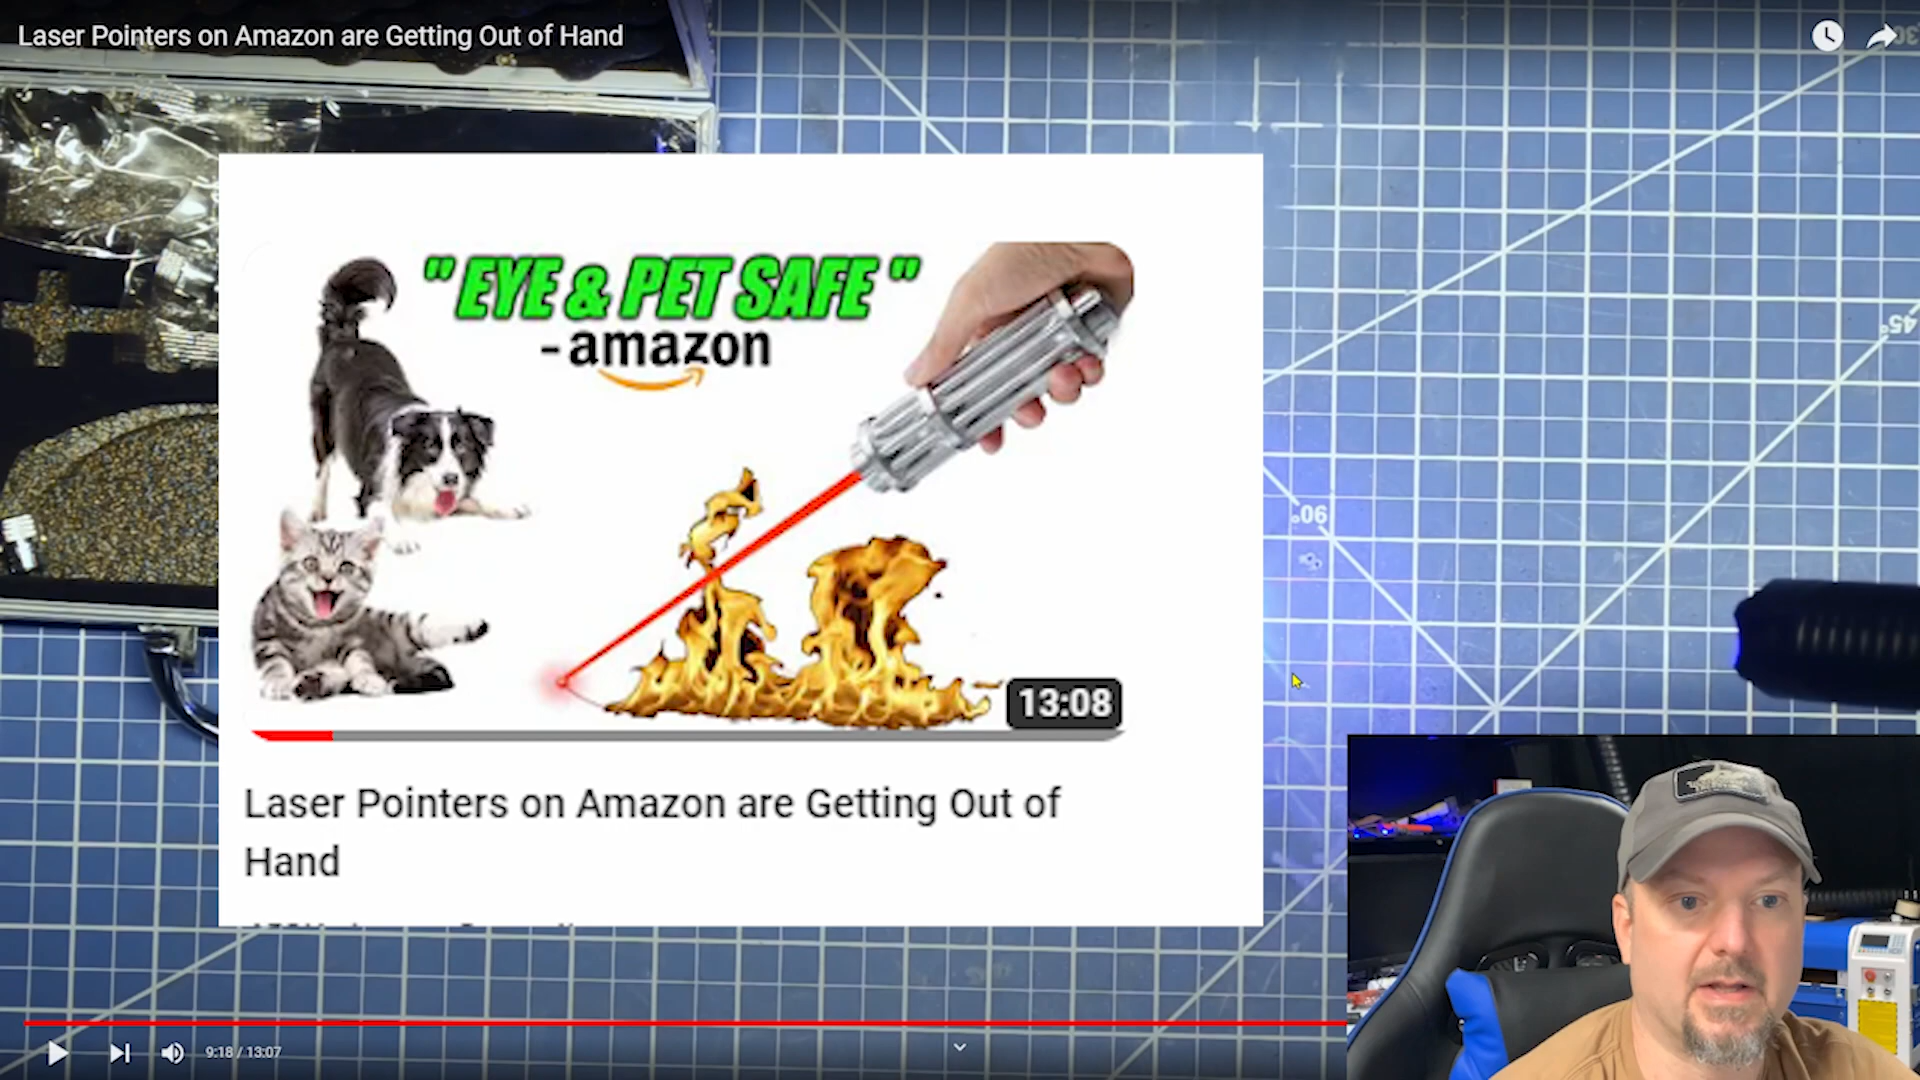 Laser Pointers on Amazon are Getting Out of Hand
"EYE & PET SAFE"
-amazon
13:08
Laser Pointers on Amazon are Getting Out of
Hand
45°
90°
9:18 / 13:07